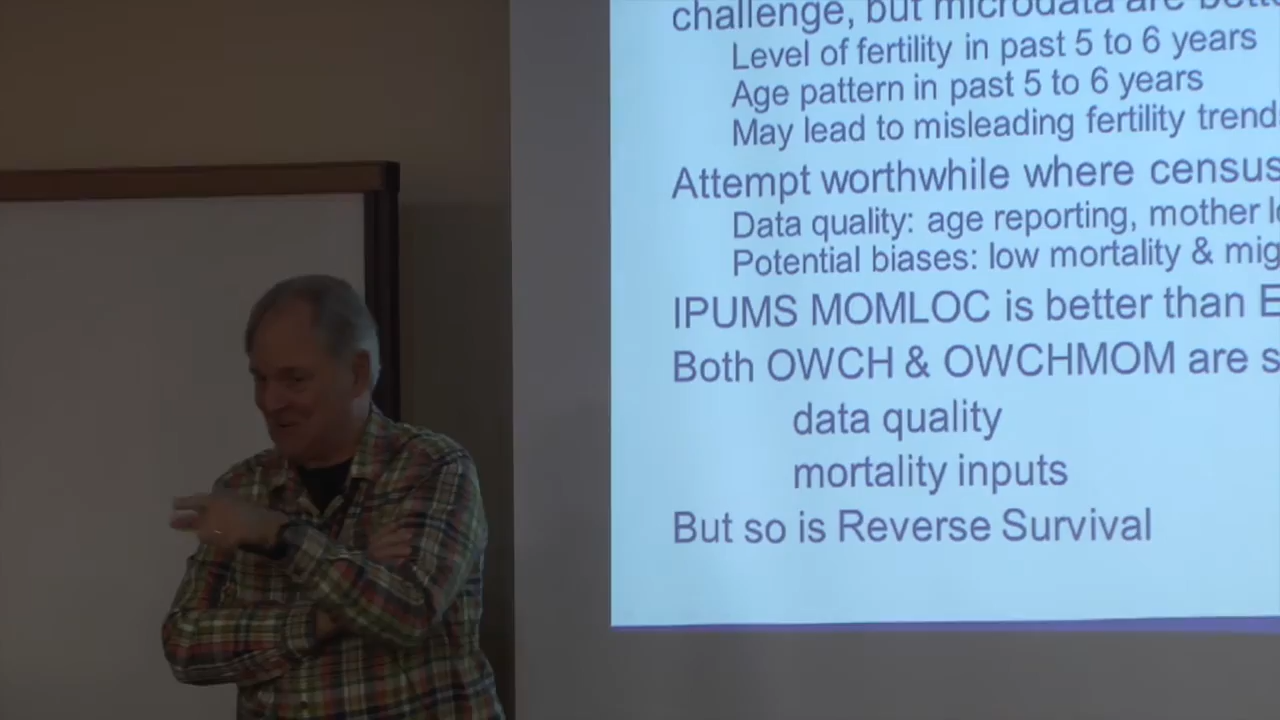 challenge, but microdata are
Level of fertility in past 5 to 6 years
Age pattern in past 5 to 6 years
May lead to misleading fertility trend
Attempt worthwhile where census
Data quality: age reporting, mother
Potential biases: low mortality & mig
IPUMS MOMLOC is better than
Both OWCH & OWCHMOM are s
data quality
mortality inputs
But so is Reverse Survival